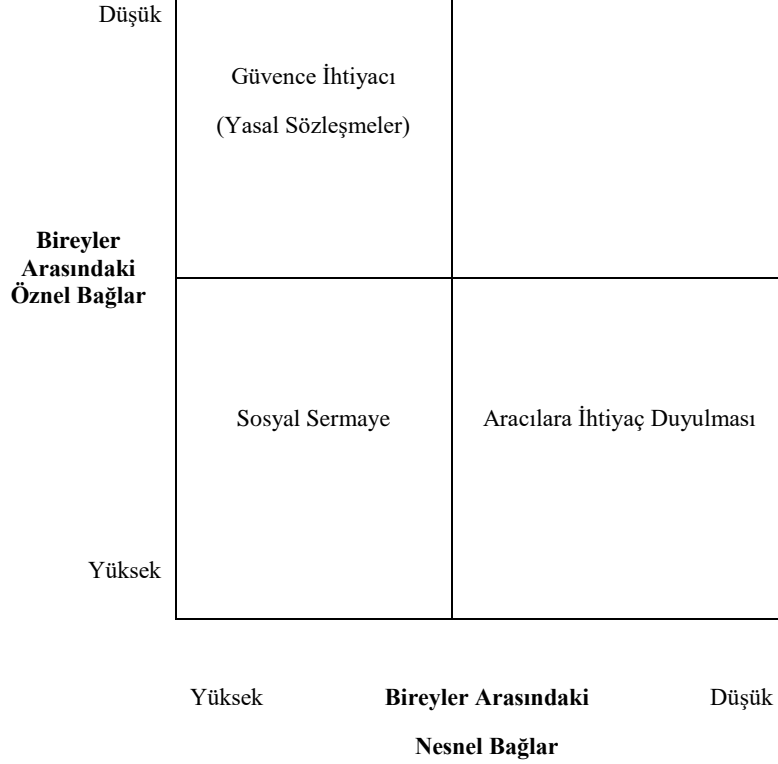 Düşük
Güvence İhtiyacı
(Yasal Sözleşmeler)
Bireyler
Arasındaki
Öznel Bağlar
Sosyal Sermaye
Aracılara İhtiyaç Duyulması
Yüksek
Yüksek
Bireyler Arasındaki
Düşük
Nesnel Bağlar